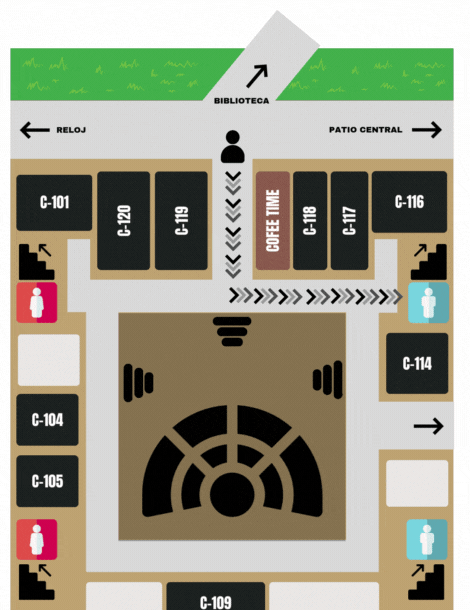 BIBLIOTECA
RELOJ
PATIO CENTRAL
C-101
C-120
C-119
COFEE TIME
C-118
C-117
C-116
C-114
C-104
C-105
C-109